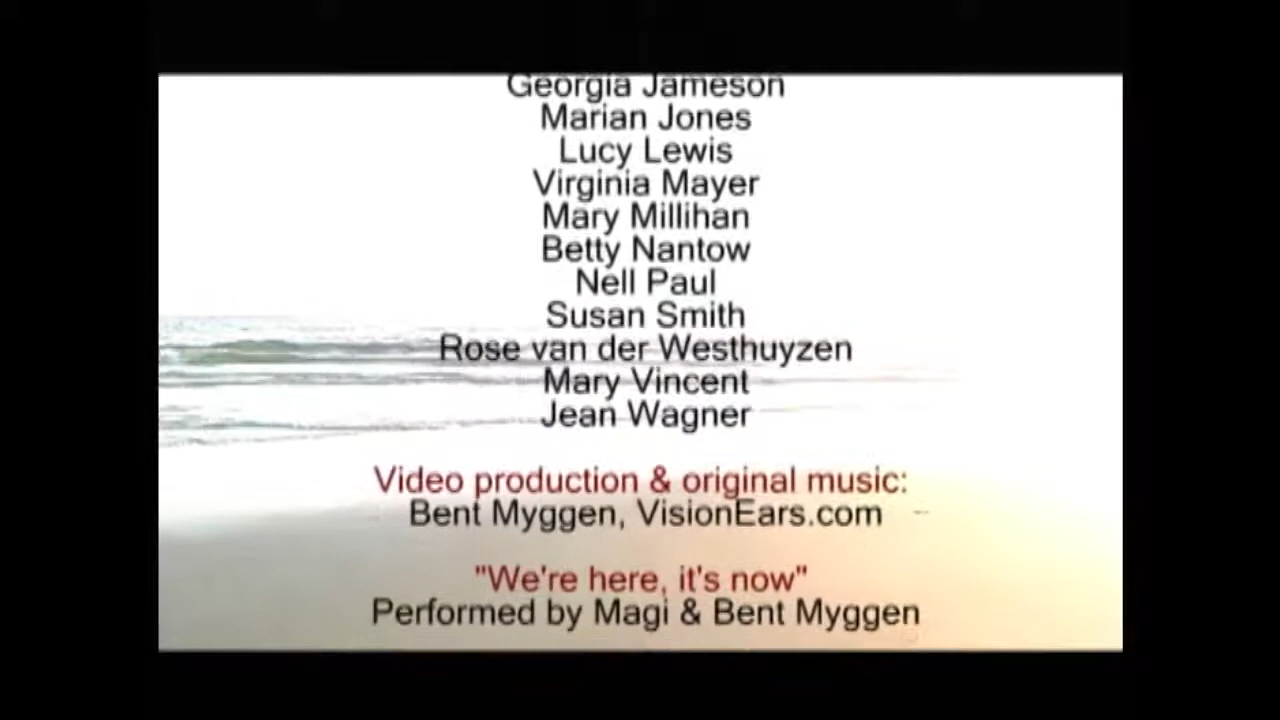 Georgia Jameson
Marian Jones
Lucy Lewis
Virginia Mayer
Mary Millihan
Betty Nantow
Nell Paul
Susan Smith
Rose van der Westhuyzen
Mary Vincent
Jean Wagner
Video production & original music:
Bent Myggen, VisionEars.com
"We're here, it's now"
Performed by Magi & Bent Myggen